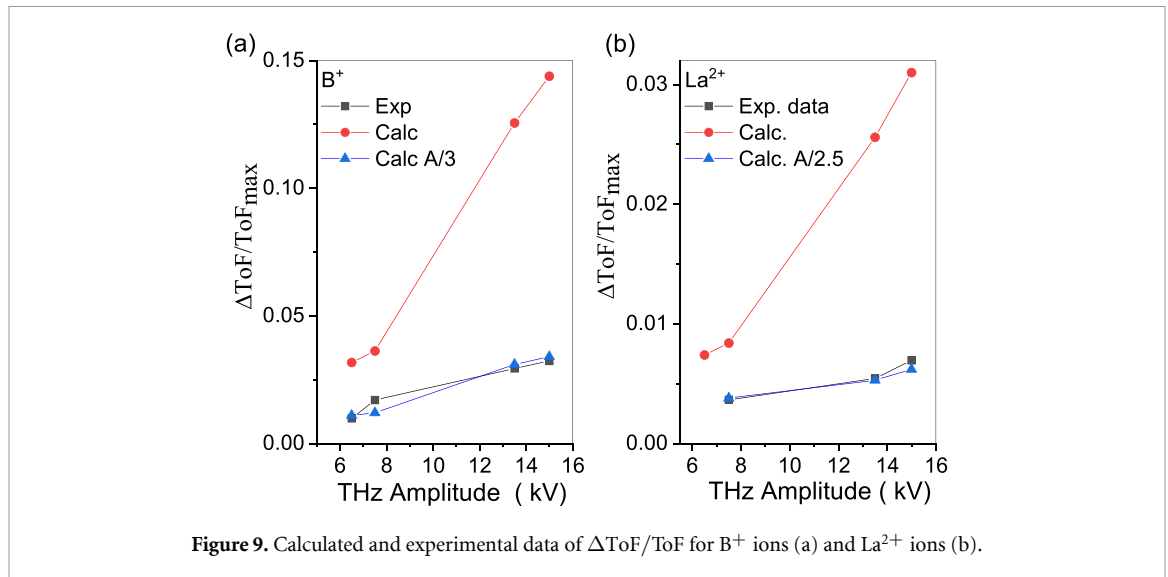 (a)
0.15
0.10
0.05
0.00
ΔToF/ToFmax
B+
Exp
Calc
Calc A/3
6 8 10 12 14 16
THz Amplitude ( kV)
(b)
0.03
0.02
0.01
0.00
ΔToF/ToFmax
La2+
Exp. data
Calc.
Calc. A/2.5
6 8 10 12 14 16
THz Amplitude ( kV)
Figure 9. Calculated and experimental data of ΔToF/ToF for B+ ions (a) and La2+ ions (b).